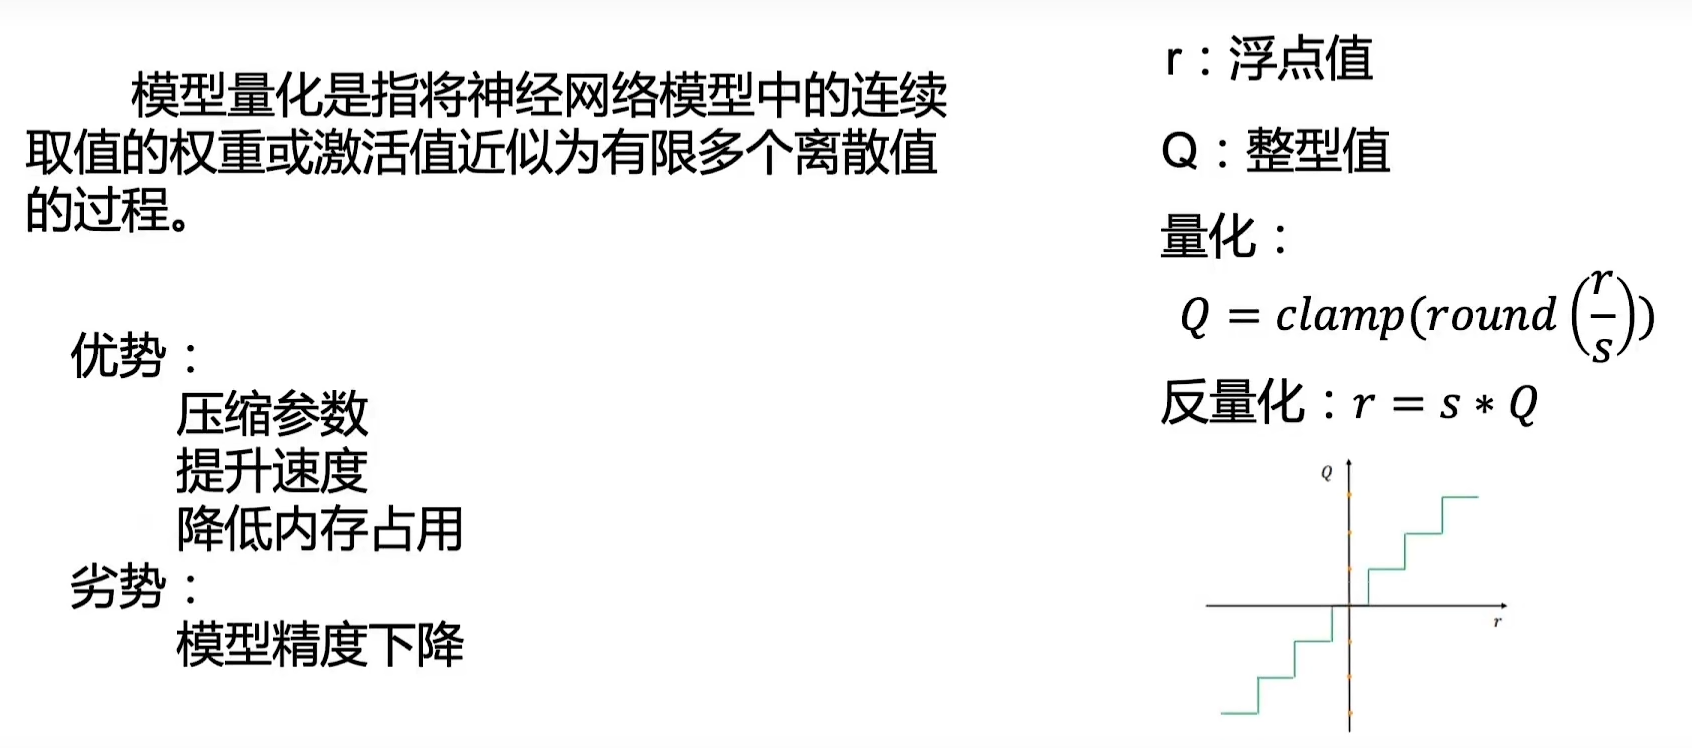 模型量化是指将神经网络模型中的连续
取值的权重或激活值近似为有限多个离散值
的过程。
优势：
压缩参数
提升速度
降低内存占用
劣势：
模型精度下降
r：浮点值
Q：整型值
量化：
Q = clamp(round(r/s))
反量化：r = s * Q
Q
r